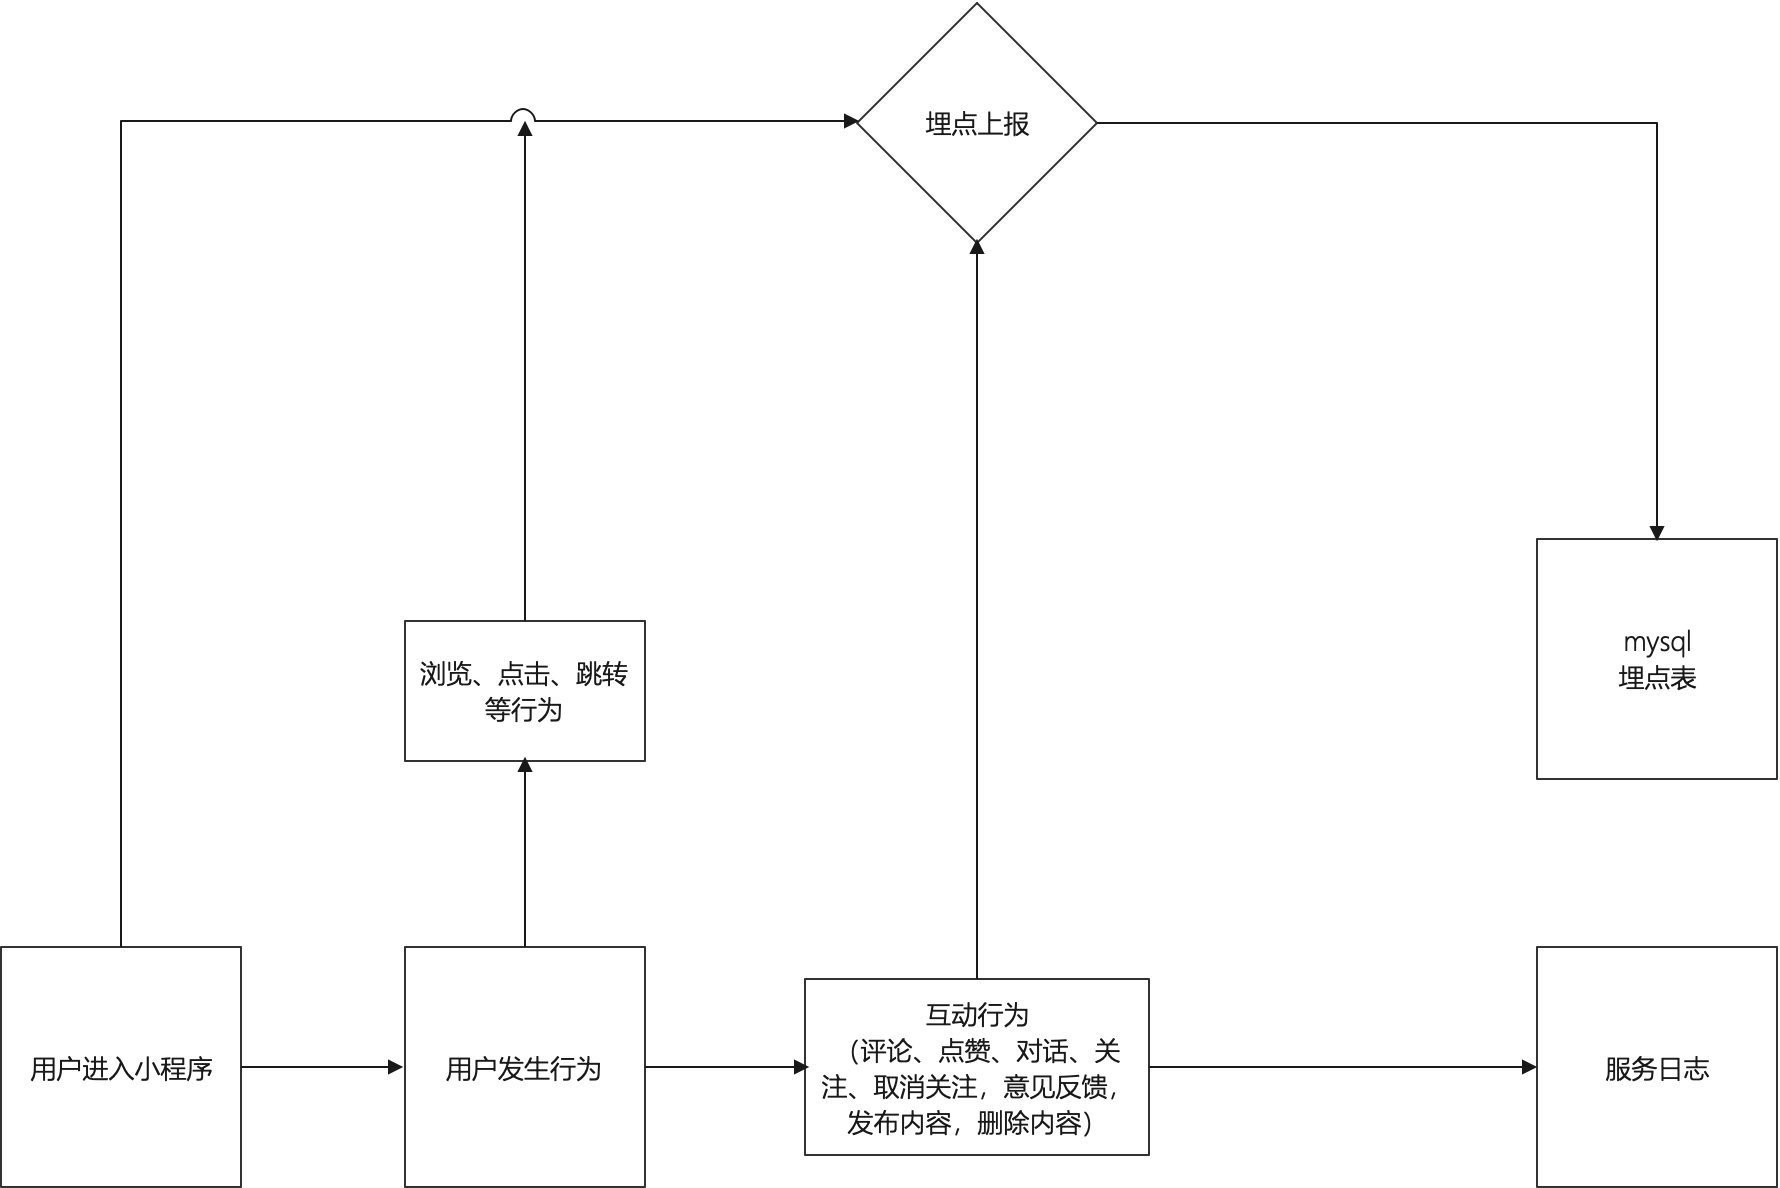 埋点上报
浏览、点击、跳转
等行为
mysql
埋点表
用户进入小程序
用户发生行为
互动行为
（评论、点赞、对话、关
注、取消关注，意见反馈，
发布内容，删除内容）
服务日志